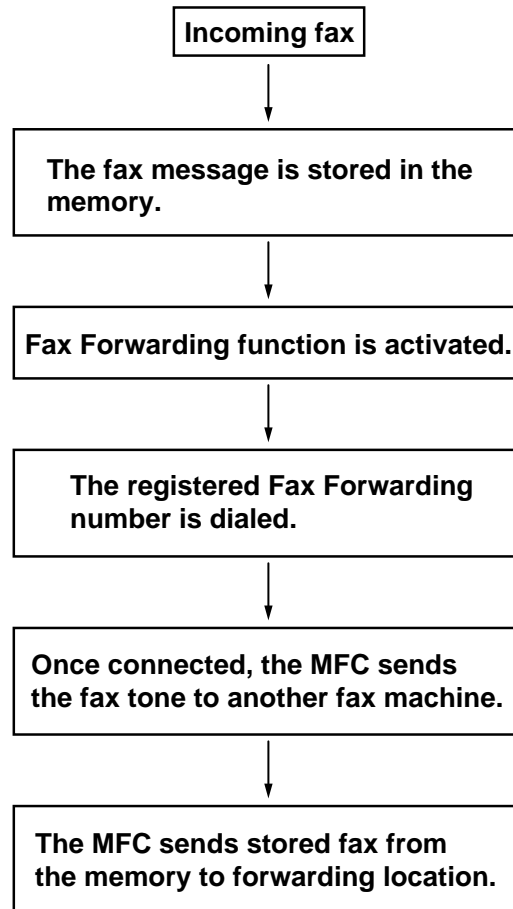 Incoming fax
The fax message is stored in the
memory.
Fax Forwarding function is activated.
The registered Fax Forwarding
number is dialed.
Once connected, the MFC sends
the fax tone to another fax machine.
The MFC sends stored fax from
the memory to forwarding location.